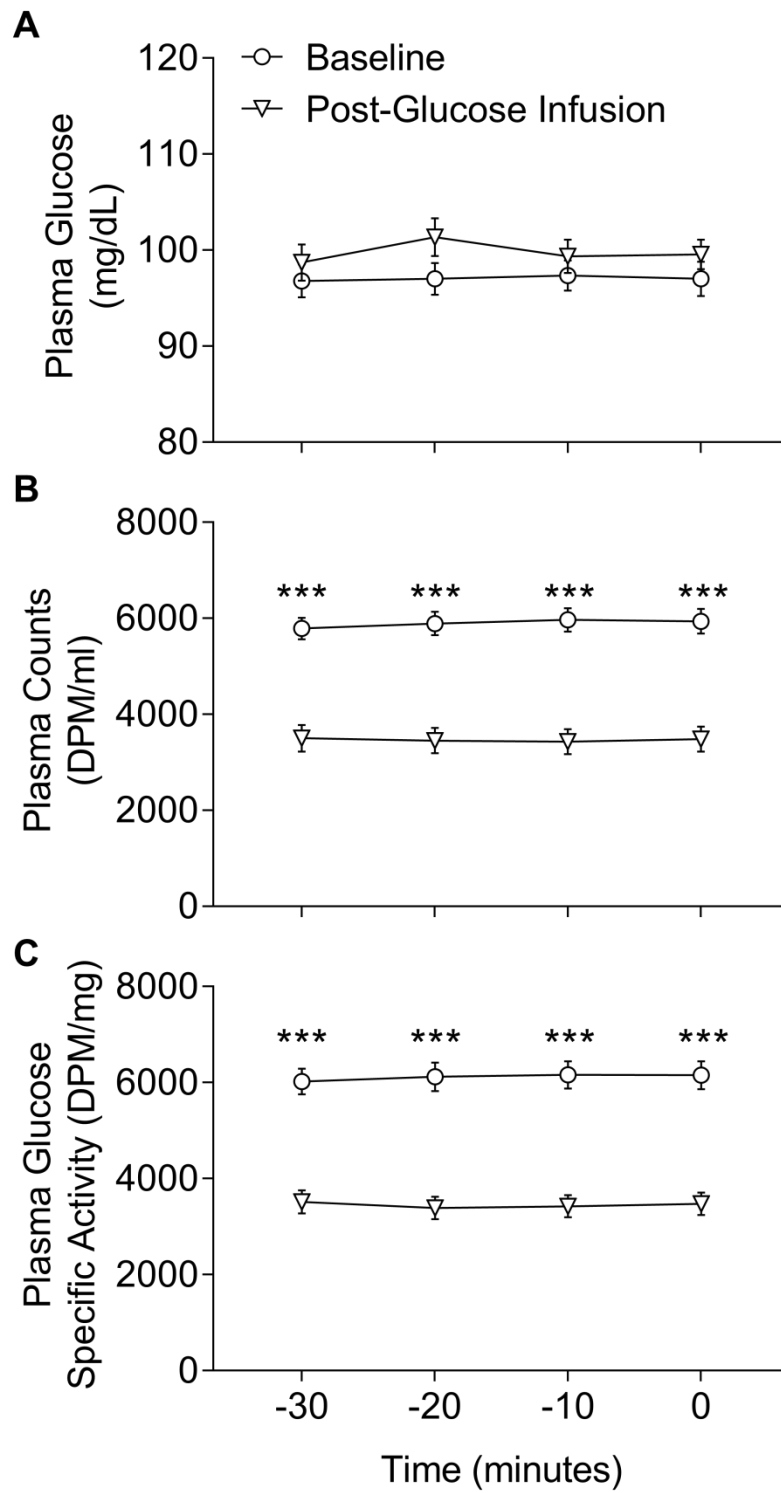 A
Plasma Glucose
(mg/dL)
120
110
100
90
80
Baseline
Post-Glucose Infusion
B
Plasma Counts
(DPM/ml)
8000
6000
4000
2000
0
*** *** *** ***
C
Plasma Glucose
Specific Activity (DPM/mg)
8000
6000
4000
2000
0
*** *** *** ***
-30 -20 -10 0
Time (minutes)